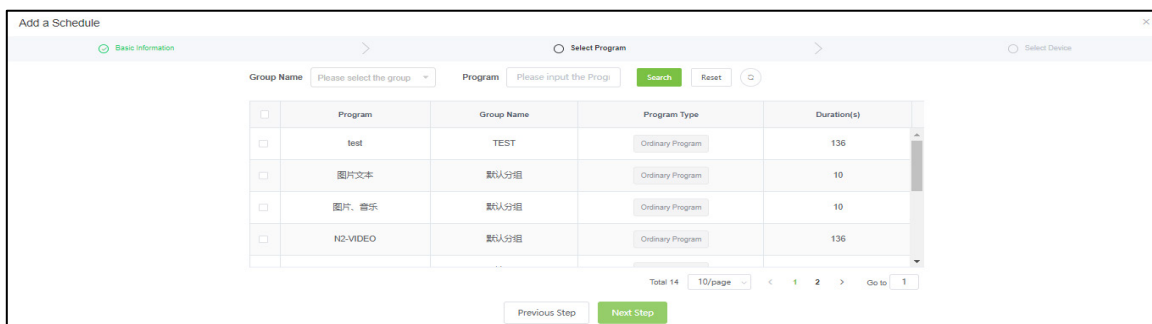 Add a Schedule
Basic Information Select Program Select Device
Group Name Please select the group Program Please input the Progr Search Reset
Program Group Name Program Type Duration(s)
test TEST Ordinary Program 136
图片文本 默认分组 Ordinary Program 10
图片、音乐 默认分组 Ordinary Program 10
N2-VIDEO 默认分组 Ordinary Program 136
Total 14 10/page < 1 2 > Go to 1
Previous Step Next Step